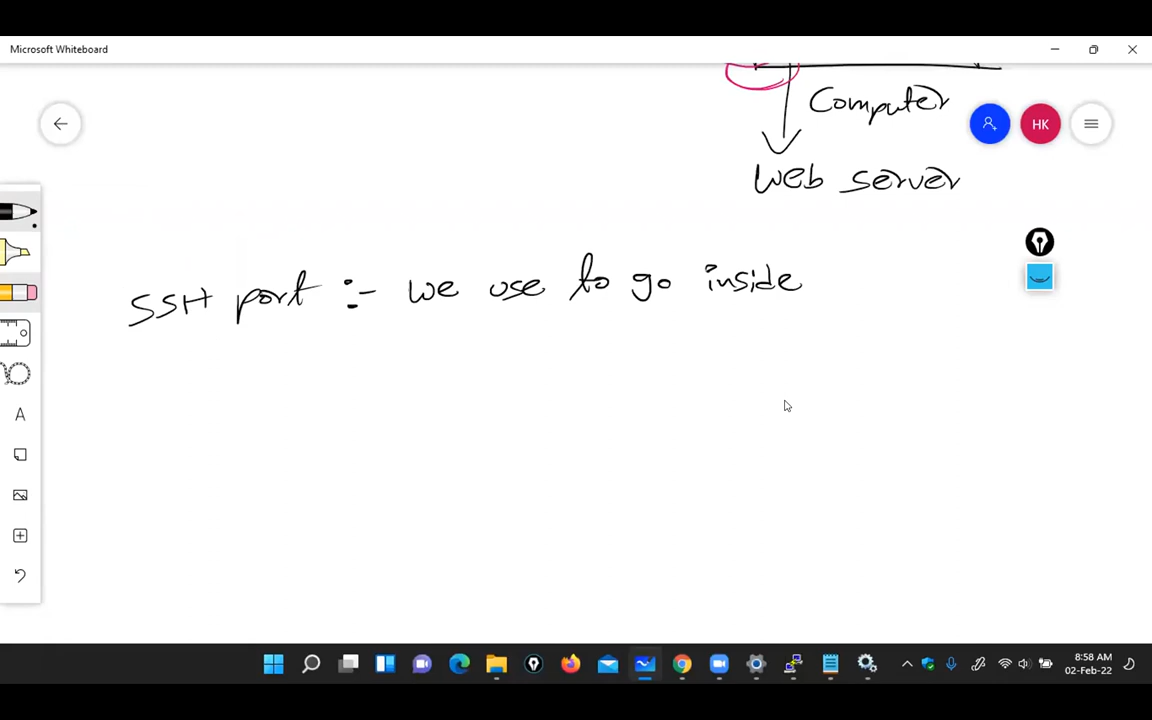 Microsoft Whiteboard
Computer
HK
Web server
SSH port :- we use to go inside
A
8:58 AM
02-Feb-22